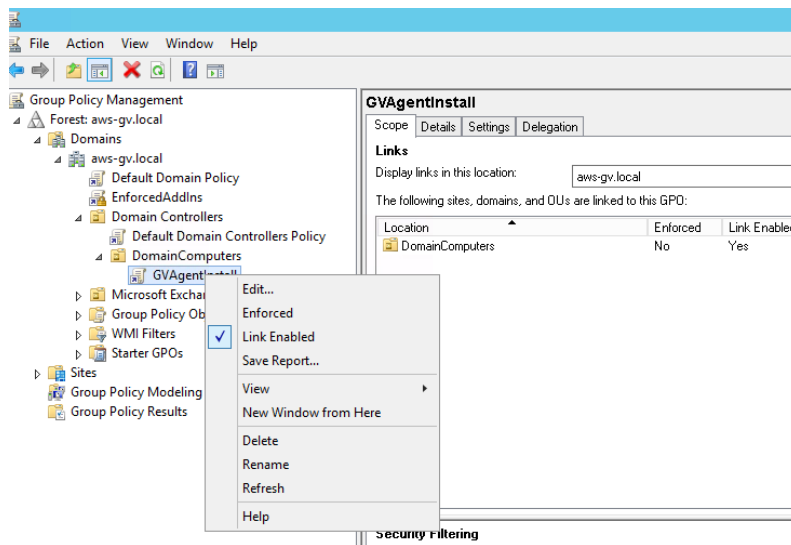 File Action View Window Help
Group Policy Management
Forest: aws-gv.local
Domains
aws-gv.local
Default Domain Policy
EnforcedAddIns
Domain Controllers
Default Domain Controllers Policy
DomainComputers
GVAgentInstall
Microsoft Exchan
Group Policy Ob
WMI Filters
Starter GPOs
Sites
Group Policy Modeling
Group Policy Results
Edit...
Enforced
Link Enabled
Save Report...
View
New Window from Here
Delete
Rename
Refresh
Help
GVAgentInstall
Scope Details Settings Delegation
Links
Display links in this location: aws-gv.local
The following sites, domains, and OUs are linked to this GPO:
Location Enforced Link Enable
DomainComputers No Yes
Security Filtering